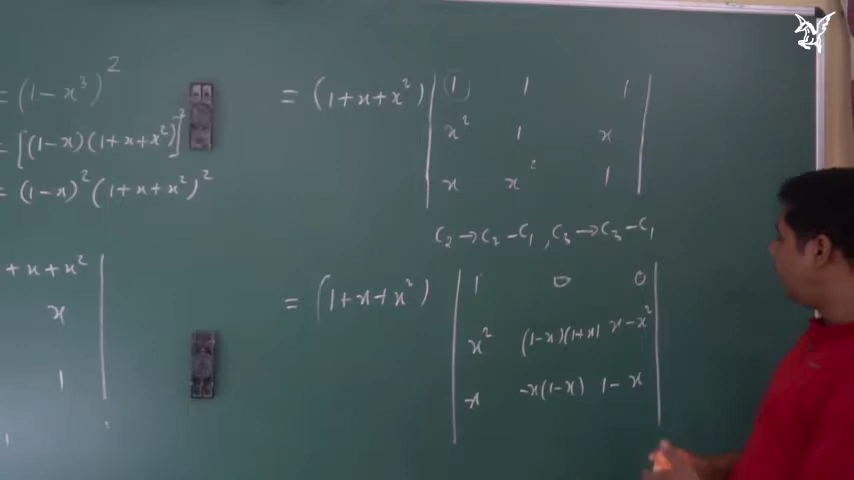 = (1-x³)²
= [(1-x)(1+x+x²)]²
= (1-x)² (1+x+x²)²
+x+x²
x
1
= (1+x+x²) | 1 1 1 |
| x² 1 x |
| x x² 1 |
C₂→C₂-C₁, C₃→C₃-C₁
= (1+x+x²) | 1 0 0 |
| x² (1-x)(1+x) x-x² |
| x -x(1-x) 1-x |